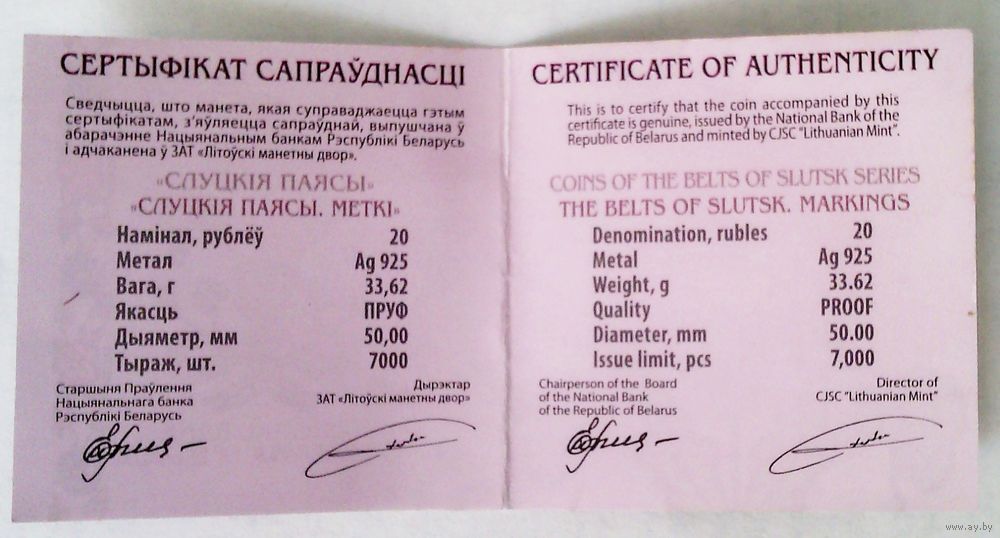 СЕРТЫФІКАТ САПРАЎДНАСЦІ
Сведчыцца, што манета, якая суправаджаецца гэтым
сертыфікатам, з'яўляецца сапраўднай, выпушчана ў
абарачэнне Нацыянальным банкам Рэспублікі Беларусь
і адчаканена ў ЗАТ «Літоўскі манетны двор».
«СЛУЦКІЯ ПАЯСЫ»
«СЛУЦКІЯ ПАЯСЫ. МЕТКІ»
Намінал, рублёў 20
Метал Ag 925
Вага, г 33,62
Якасць ПРУФ
Дыяметр, мм 50,00
Тыраж, шт. 7000
Старшыня Праўлення
Нацыянальнага банка
Рэспублікі Беларусь
Дырэктар
ЗАТ «Літоўскі манетны двор»
CERTIFICATE OF AUTHENTICITY
This is to certify that the coin accompanied by this
certificate is genuine, issued by the National Bank of the
Republic of Belarus and minted by CJSC "Lithuanian Mint".
COINS OF THE BELTS OF SLUTSK SERIES
THE BELTS OF SLUTSK. MARKINGS
Denomination, rubles 20
Metal Ag 925
Weight, g 33.62
Quality PROOF
Diameter, mm 50.00
Issue limit, pcs 7,000
Chairperson of the Board
of the National Bank
of the Republic of Belarus
Director of
CJSC "Lithuanian Mint"
www.ay.by